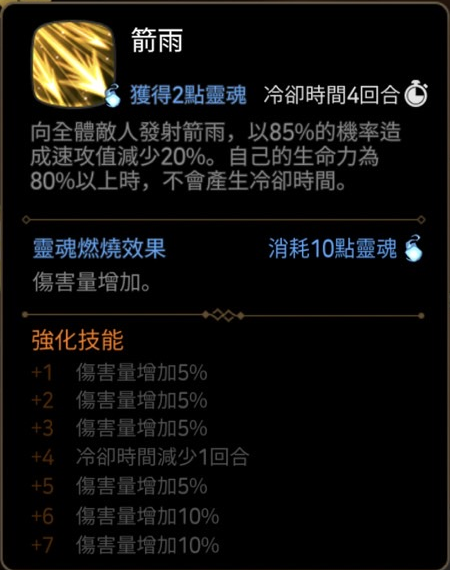 箭雨
獲得2點靈魂 冷卻時間4回合
向全體敵人發射箭雨，以85%的機率造
成速攻值減少20%。自己的生命力為
80%以上時，不會產生冷卻時間。
靈魂燃燒效果 消耗10點靈魂
傷害量增加。
強化技能
+1 傷害量增加5%
+2 傷害量增加5%
+3 傷害量增加5%
+4 冷卻時間減少1回合
+5 傷害量增加5%
+6 傷害量增加10%
+7 傷害量增加10%